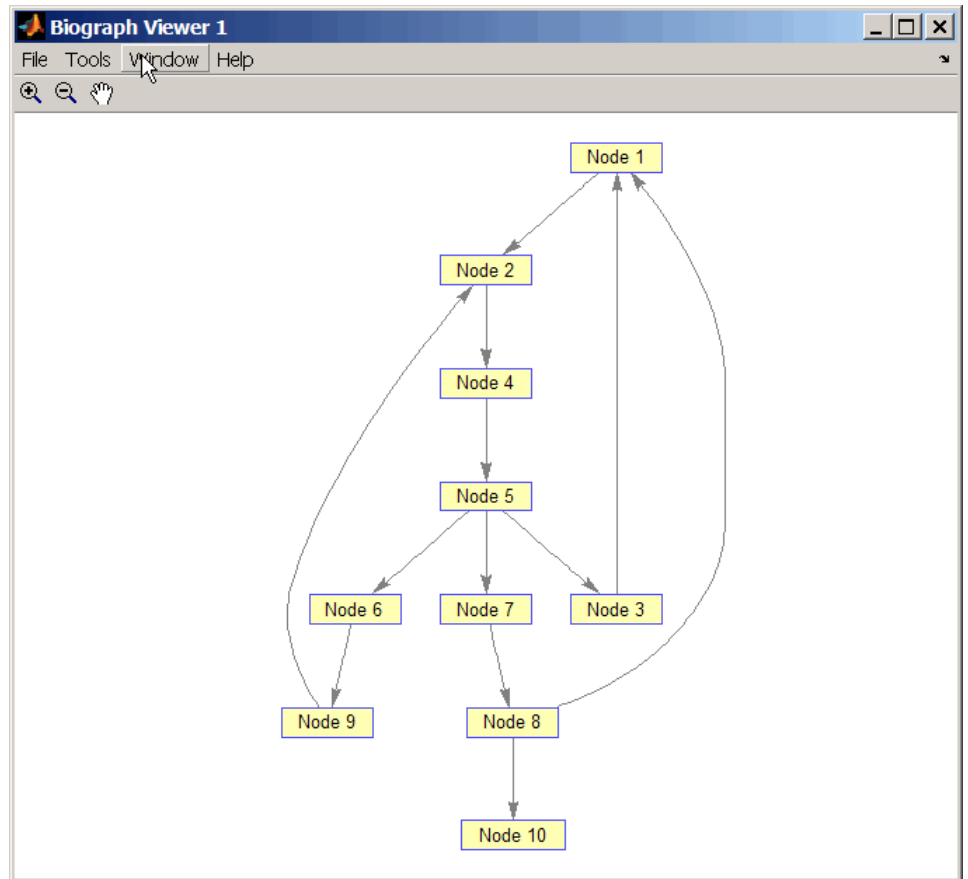 Biograph Viewer 1
File Tools Window Help
Node 1
Node 2
Node 4
Node 5
Node 6 Node 7 Node 3
Node 9 Node 8
Node 10